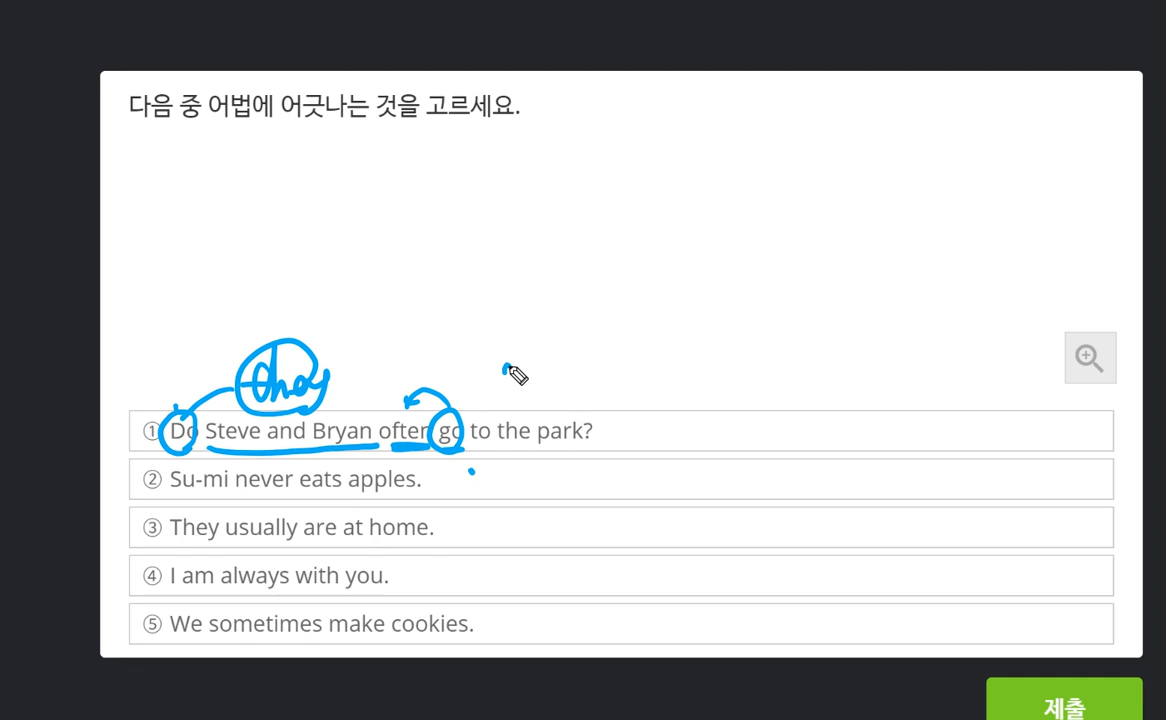 다음 중 어법에 어긋나는 것을 고르세요.
they
① Do Steve and Bryan often go to the park?
② Su-mi never eats apples.
③ They usually are at home.
④ I am always with you.
⑤ We sometimes make cookies.
제출